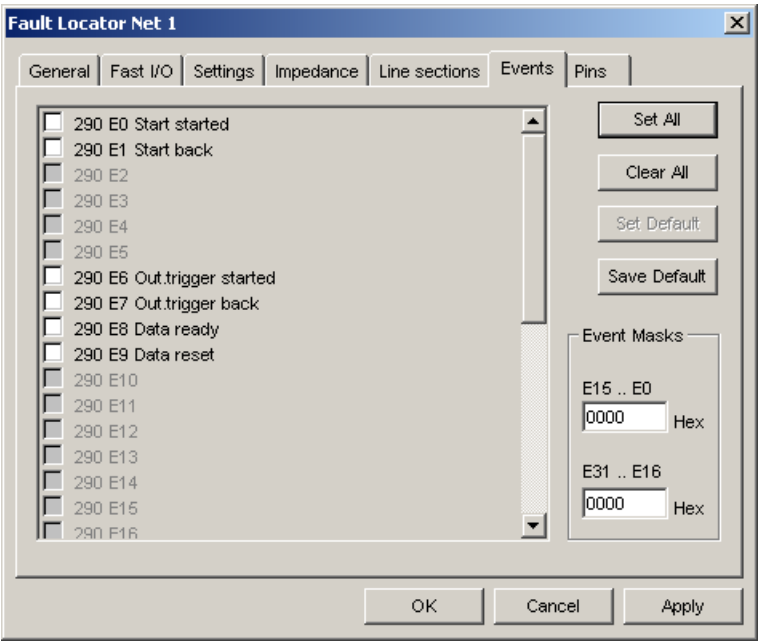 Fault Locator Net 1
General Fast I/O Settings Impedance Line sections Events Pins
290 E0 Start started
290 E1 Start back
290 E2
290 E3
290 E4
290 E5
290 E6 Out.trigger started
290 E7 Out.trigger back
290 E8 Data ready
290 E9 Data reset
290 E10
290 E11
290 E12
290 E13
290 E14
290 E15
290 E16
Set All
Clear All
Set Default
Save Default
Event Masks
E15 .. E0
0000 Hex
E31 .. E16
0000 Hex
OK Cancel Apply